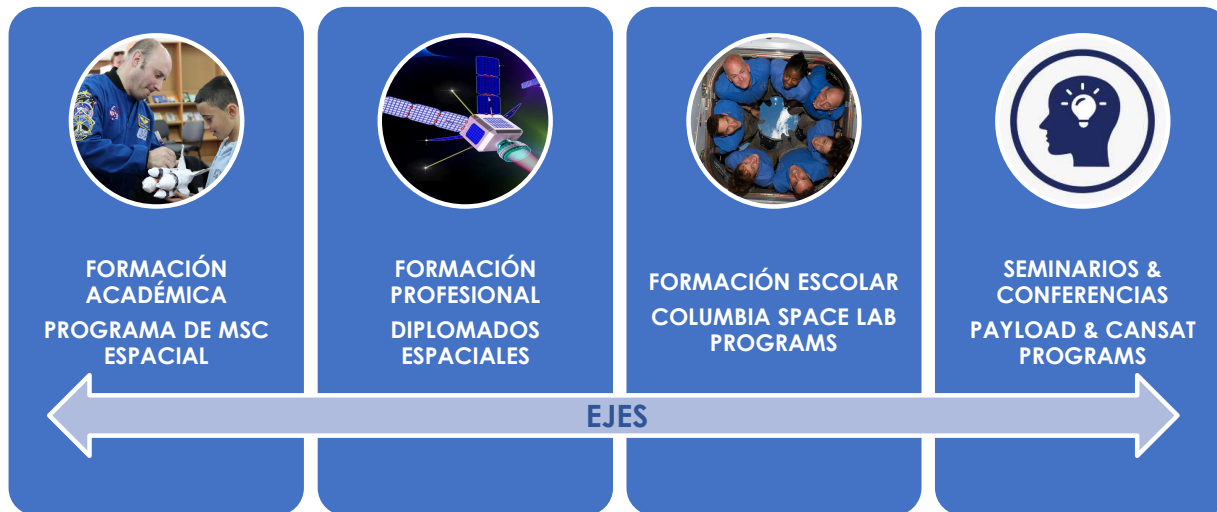 FORMACIÓN
ACADÉMICA
PROGRAMA DE MSC
ESPACIAL
FORMACIÓN
PROFESIONAL
DIPLOMADOS
ESPACIALES
FORMACIÓN ESCOLAR
COLUMBIA SPACE LAB
PROGRAMS
SEMINARIOS &
CONFERENCIAS
PAYLOAD & CANSAT
PROGRAMS
EJES